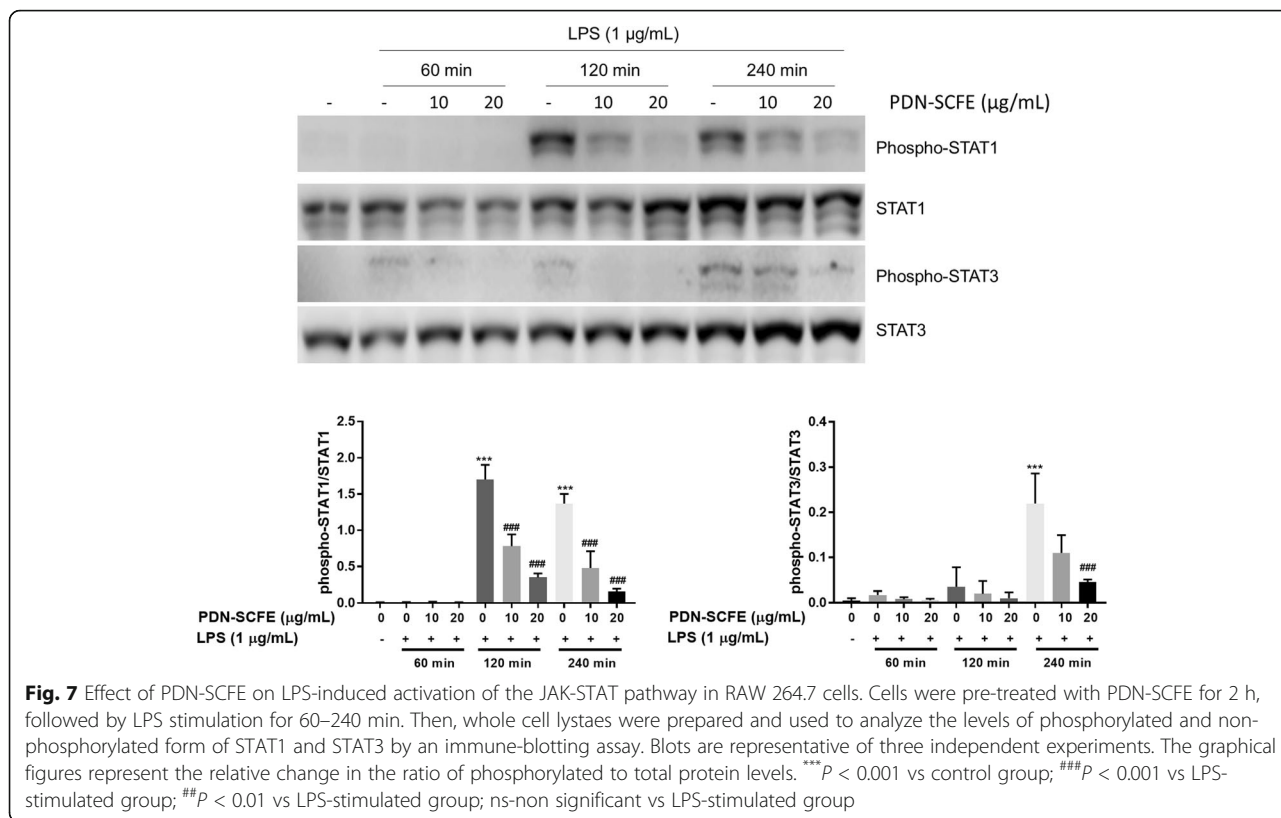 LPS (1 µg/mL)
60 min 120 min 240 min
- - 10 20 - 10 20 - 10 20 PDN-SCFE (µg/mL)
Phospho-STAT1
STAT1
Phospho-STAT3
STAT3
phospho-STAT1/STAT1
2.5
2.0
1.5
1.0
0.5
0.0
*** ### ### *** ### ###
PDN-SCFE (µg/mL) 0 0 10 20 0 10 20 0 10 20
LPS (1 µg/mL) - + + + + + + + + +
60 min 120 min 240 min
phospho-STAT3/STAT3
0.4
0.3
0.2
0.1
0.0
*** ###
PDN-SCFE (µg/mL) 0 0 10 20 0 10 20 0 10 20
LPS (1 µg/mL) - + + + + + + + + +
60 min 120 min 240 min
Fig. 7 Effect of PDN-SCFE on LPS-induced activation of the JAK-STAT pathway in RAW 264.7 cells. Cells were pre-treated with PDN-SCFE for 2 h,
followed by LPS stimulation for 60–240 min. Then, whole cell lystaes were prepared and used to analyze the levels of phosphorylated and non-
phosphorylated form of STAT1 and STAT3 by an immune-blotting assay. Blots are representative of three independent experiments. The graphical
figures represent the relative change in the ratio of phosphorylated to total protein levels. ***P < 0.001 vs control group; ###P < 0.001 vs LPS-
stimulated group; ##P < 0.01 vs LPS-stimulated group; ns-non significant vs LPS-stimulated group